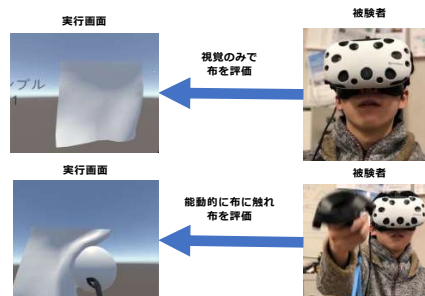 実行画面
被験者
視覚のみで
布を評価
ンプル
1
実行画面
被験者
能動的に布に触れ
布を評価